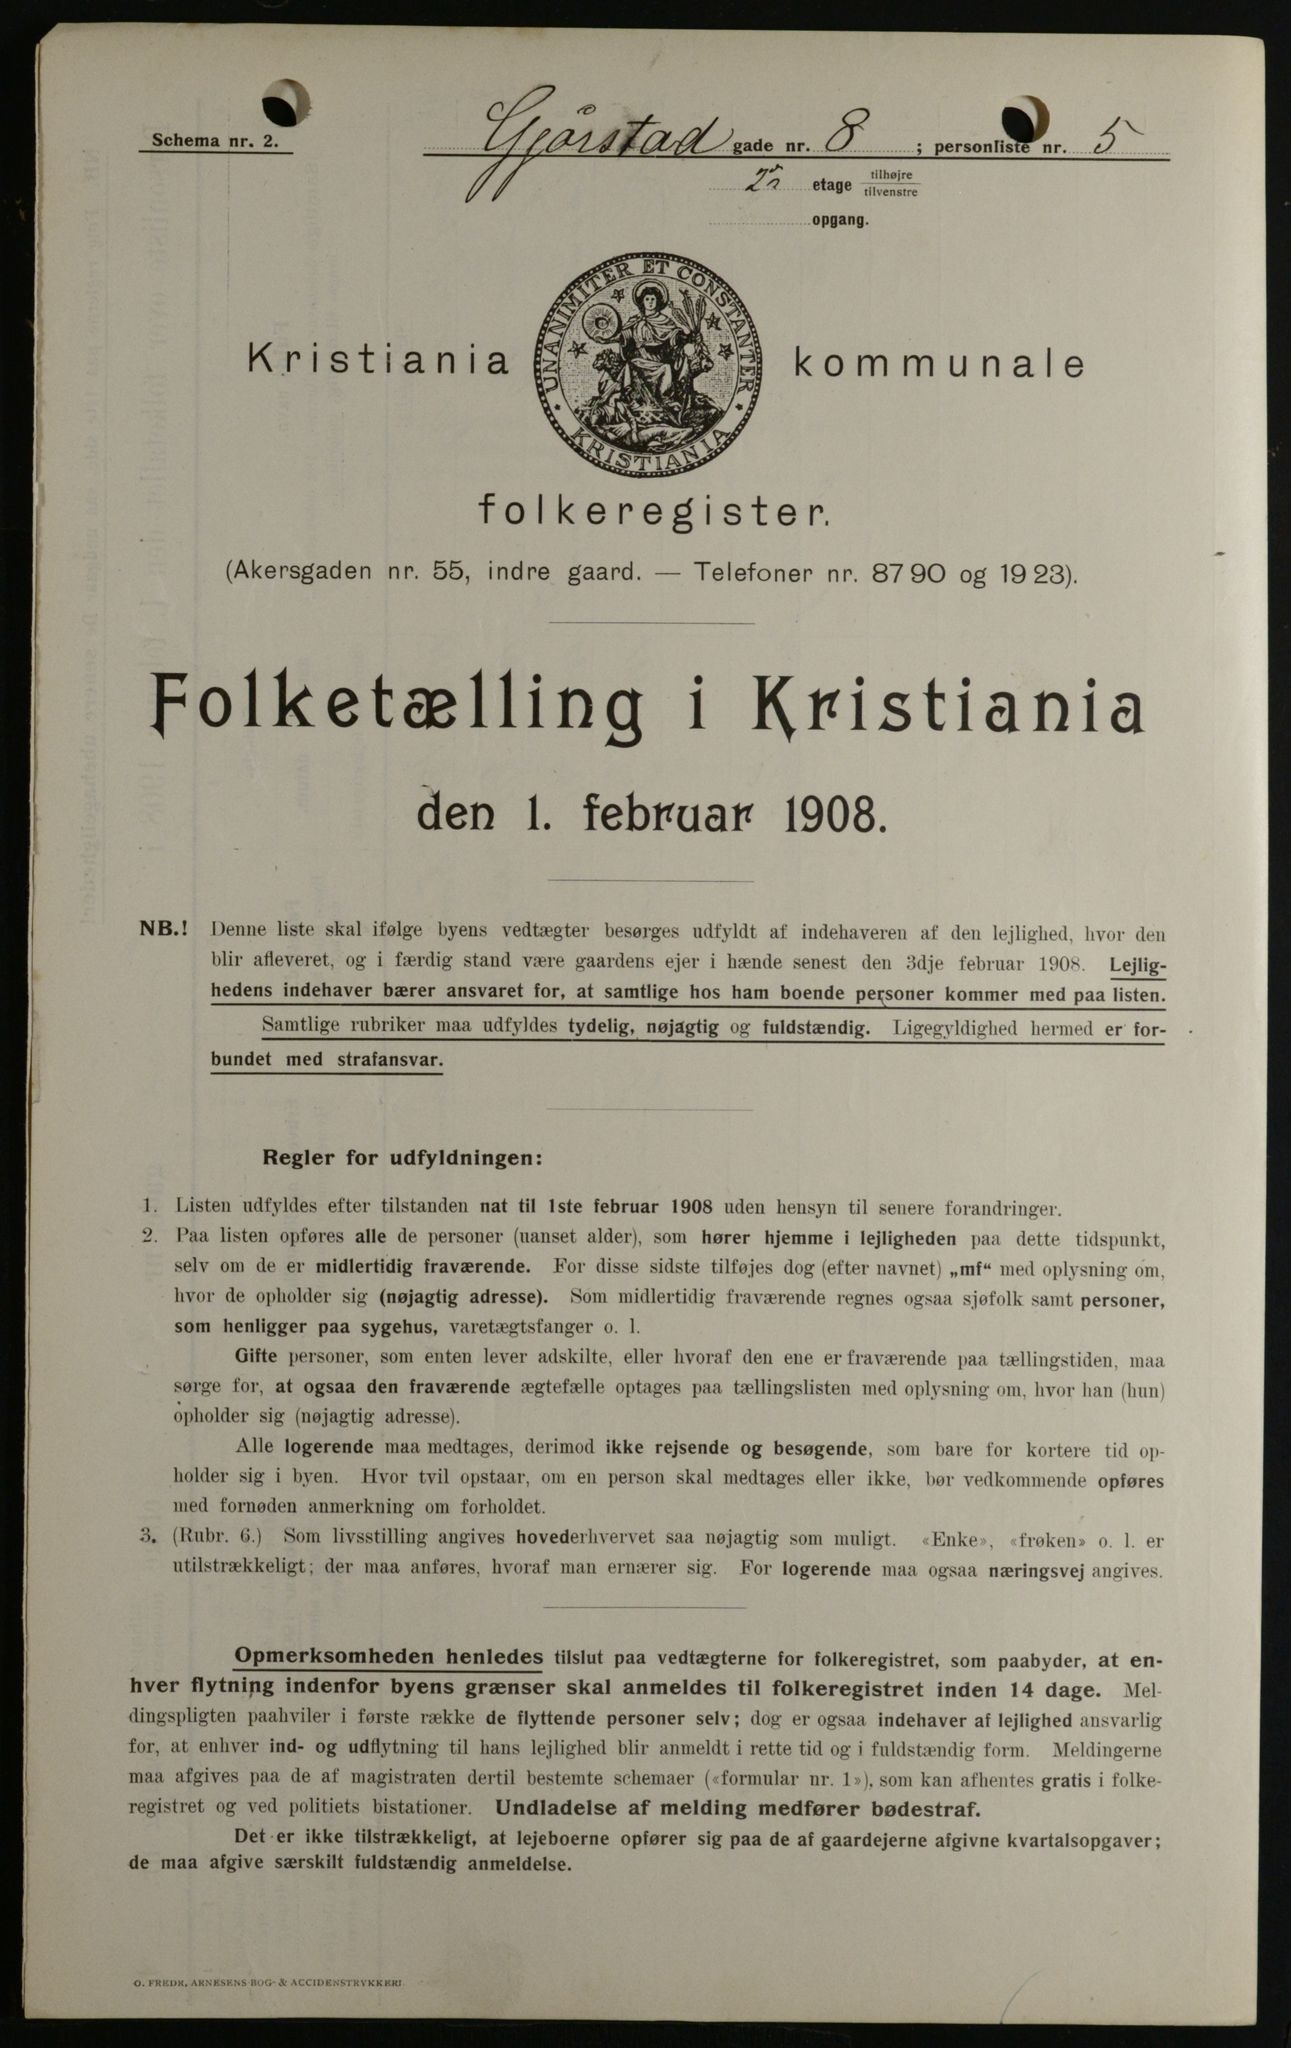 Schema nr. 2.
Gjørstad gade nr. 8 ; personliste nr. 5
2 etage tilhøjre
tilvenstre
opgang.
UNANIMITER ET CONSTANTER
KRISTIANIA
Kristiania kommunale
folkeregister.
(Akersgaden nr. 55, indre gaard. — Telefoner nr. 8790 og 1923).
Folketælling i Kristiania
den 1. februar 1908.
NB.! Denne liste skal ifølge byens vedtægter besørges udfyldt af indehaveren af den lejlighed, hvor den
blir afleveret, og i færdig stand være gaardens ejer i hænde senest den 3dje februar 1908. Lejlig-
hedens indehaver bærer ansvaret for, at samtlige hos ham boende personer kommer med paa listen.
Samtlige rubriker maa udfyldes tydelig, nøjagtig og fuldstændig. Ligegyldighed hermed er for-
bundet med strafansvar.
Regler for udfyldningen:
1. Listen udfyldes efter tilstanden nat til 1ste februar 1908 uden hensyn til senere forandringer.
2. Paa listen opføres alle de personer (uanset alder), som hører hjemme i lejligheden paa dette tidspunkt,
selv om de er midlertidig fraværende. For disse sidste tilføjes dog (efter navnet) „mf“ med oplysning om,
hvor de opholder sig (nøjagtig adresse). Som midlertidig fraværende regnes ogsaa sjøfolk samt personer,
som henligger paa sygehus, varetægtsfanger o. l.
Gifte personer, som enten lever adskilte, eller hvoraf den ene er fraværende paa tællingstiden, maa
sørge for, at ogsaa den fraværende ægtefælle optages paa tællingslisten med oplysning om, hvor han (hun)
opholder sig (nøjagtig adresse).
Alle logerende maa medtages, derimod ikke rejsende og besøgende, som bare for kortere tid op-
holder sig i byen. Hvor tvil opstaar, om en person skal medtages eller ikke, bør vedkommende opføres
med fornøden anmerkning om forholdet.
3. (Rubr. 6.) Som livsstilling angives hovederhvervet saa nøjagtig som muligt. «Enke», «frøken» o. l. er
utilstrækkeligt; der maa anføres, hvoraf man ernærer sig. For logerende maa ogsaa næringsvej angives.
Opmerksomheden henledes tilslut paa vedtægterne for folkeregistret, som paabyder, at en-
hver flytning indenfor byens grænser skal anmeldes til folkeregistret inden 14 dage. Mel-
dingspligten paahviler i første række de flyttende personer selv; dog er ogsaa indehaver af lejlighed ansvarlig
for, at enhver ind- og udflytning til hans lejlighed blir anmeldt i rette tid og i fuldstændig form. Meldingerne
maa afgives paa de af magistraten dertil bestemte schemaer («formular nr. 1»), som kan afhentes gratis i folke-
registret og ved politiets bistationer. Undladelse af melding medfører bødestraf.
Det er ikke tilstrækkeligt, at lejeboerne opfører sig paa de af gaardejerne afgivne kvartalsopgaver;
de maa afgive særskilt fuldstændig anmeldelse.
O. FREDR. ARNESENS BOG- & ACCIDENSTRYKKERI.